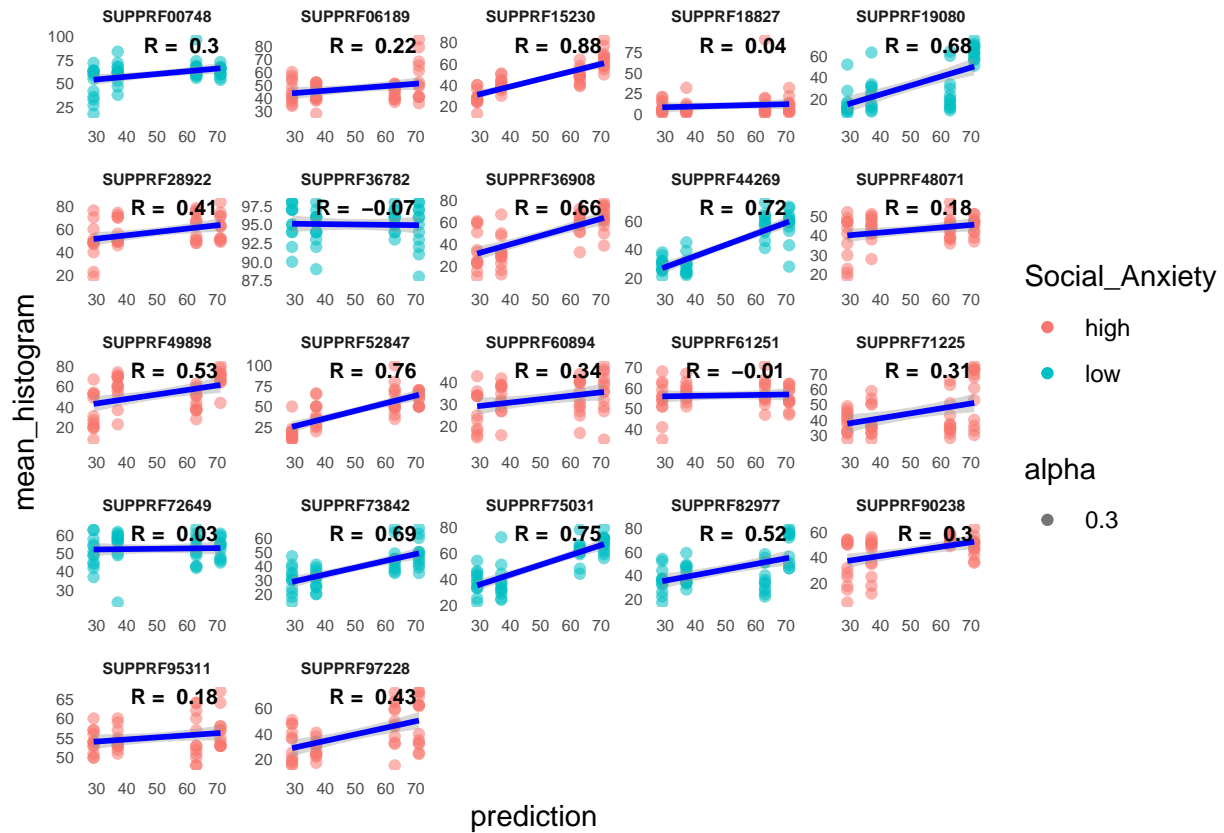 SUPPRF00748 SUPPRF06189 SUPPRF15230 SUPPRF18827 SUPPRF19080
R = 0.3 R = 0.22 R = 0.88 R = 0.04 R = 0.68
100 75 50 25
80 70 60 50 40 30
80 60 40 20
75 50 25 0
60 40 20
30 40 50 60 70 30 40 50 60 70 30 40 50 60 70 30 40 50 60 70 30 40 50 60 70
SUPPRF28922 SUPPRF36782 SUPPRF36908 SUPPRF44269 SUPPRF48071
R = 0.41 R = −0.07 R = 0.66 R = 0.72 R = 0.18
80 60 40 20
97.5 95.0 92.5 90.0 87.5
80 60 40 20
60 40 20
50 40 30 20
30 40 50 60 70 30 40 50 60 70 30 40 50 60 70 30 40 50 60 70 30 40 50 60 70
SUPPRF49898 SUPPRF52847 SUPPRF60894 SUPPRF61251 SUPPRF71225
R = 0.53 R = 0.76 R = 0.34 R = −0.01 R = 0.31
80 60 40 20
100 75 50 25
40 30 20
70 60 50 40
70 60 50 40 30
30 40 50 60 70 30 40 50 60 70 30 40 50 60 70 30 40 50 60 70 30 40 50 60 70
SUPPRF72649 SUPPRF73842 SUPPRF75031 SUPPRF82977 SUPPRF90238
R = 0.03 R = 0.69 R = 0.75 R = 0.52 R = 0.3
60 50 40 30
60 50 40 30 20
80 60 40 20
80 60 40 20
60 40 20
30 40 50 60 70 30 40 50 60 70 30 40 50 60 70 30 40 50 60 70 30 40 50 60 70
SUPPRF95311 SUPPRF97228
R = 0.18 R = 0.43
65 60 55 50
60 40 20
30 40 50 60 70 30 40 50 60 70
mean_histogram
prediction
Social_Anxiety
high
low
alpha
0.3